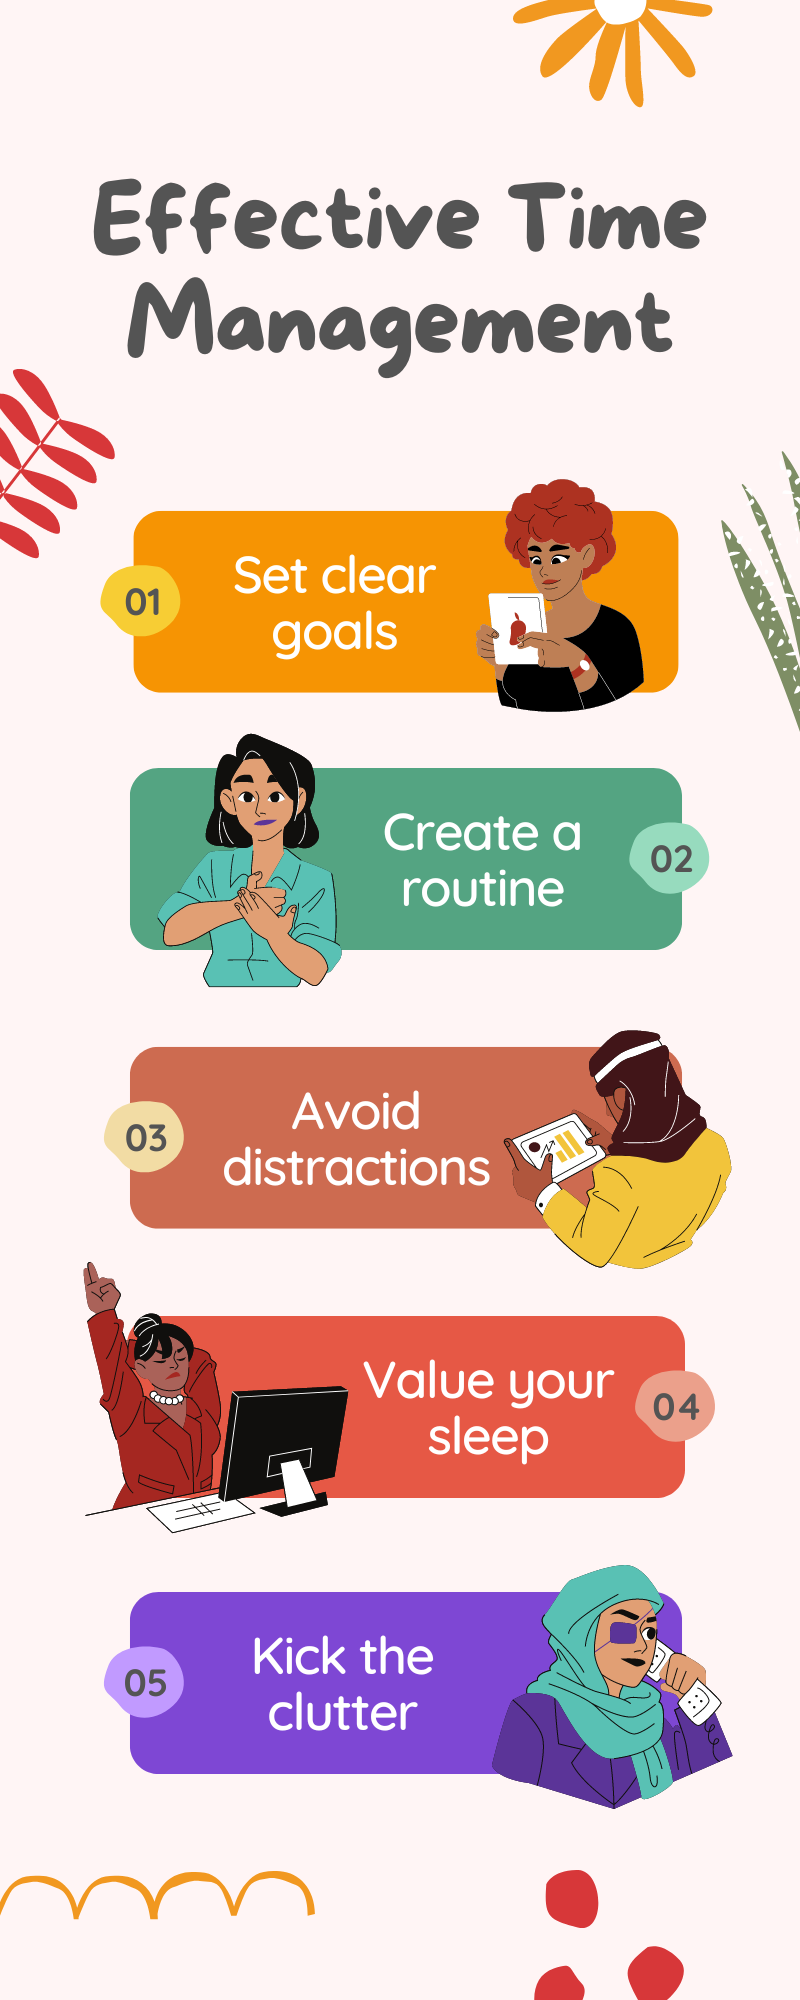 Effective Time
Management
01
Set clear
goals
Create a
routine
02
03
Avoid
distractions
Value your
sleep
04
05
Kick the
clutter